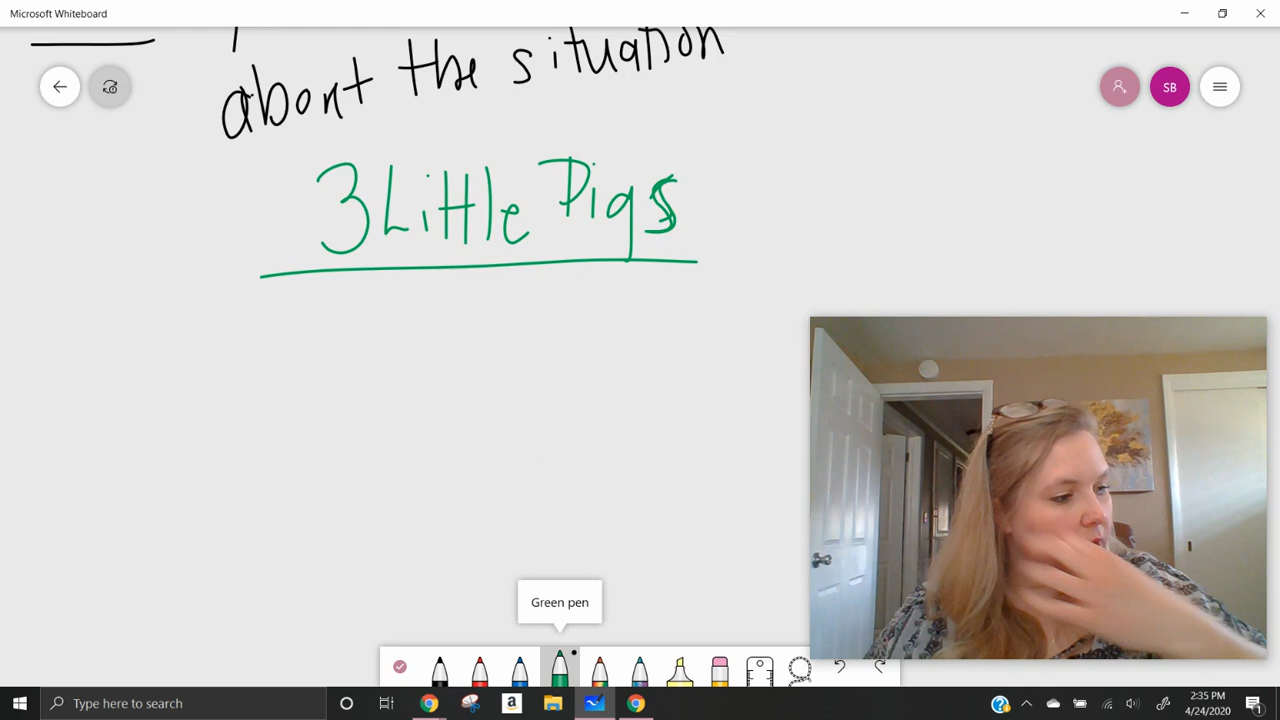 Microsoft Whiteboard
about the situation
SB
3 Little Pigs
Green pen
Type here to search
2:35 PM
4/24/2020